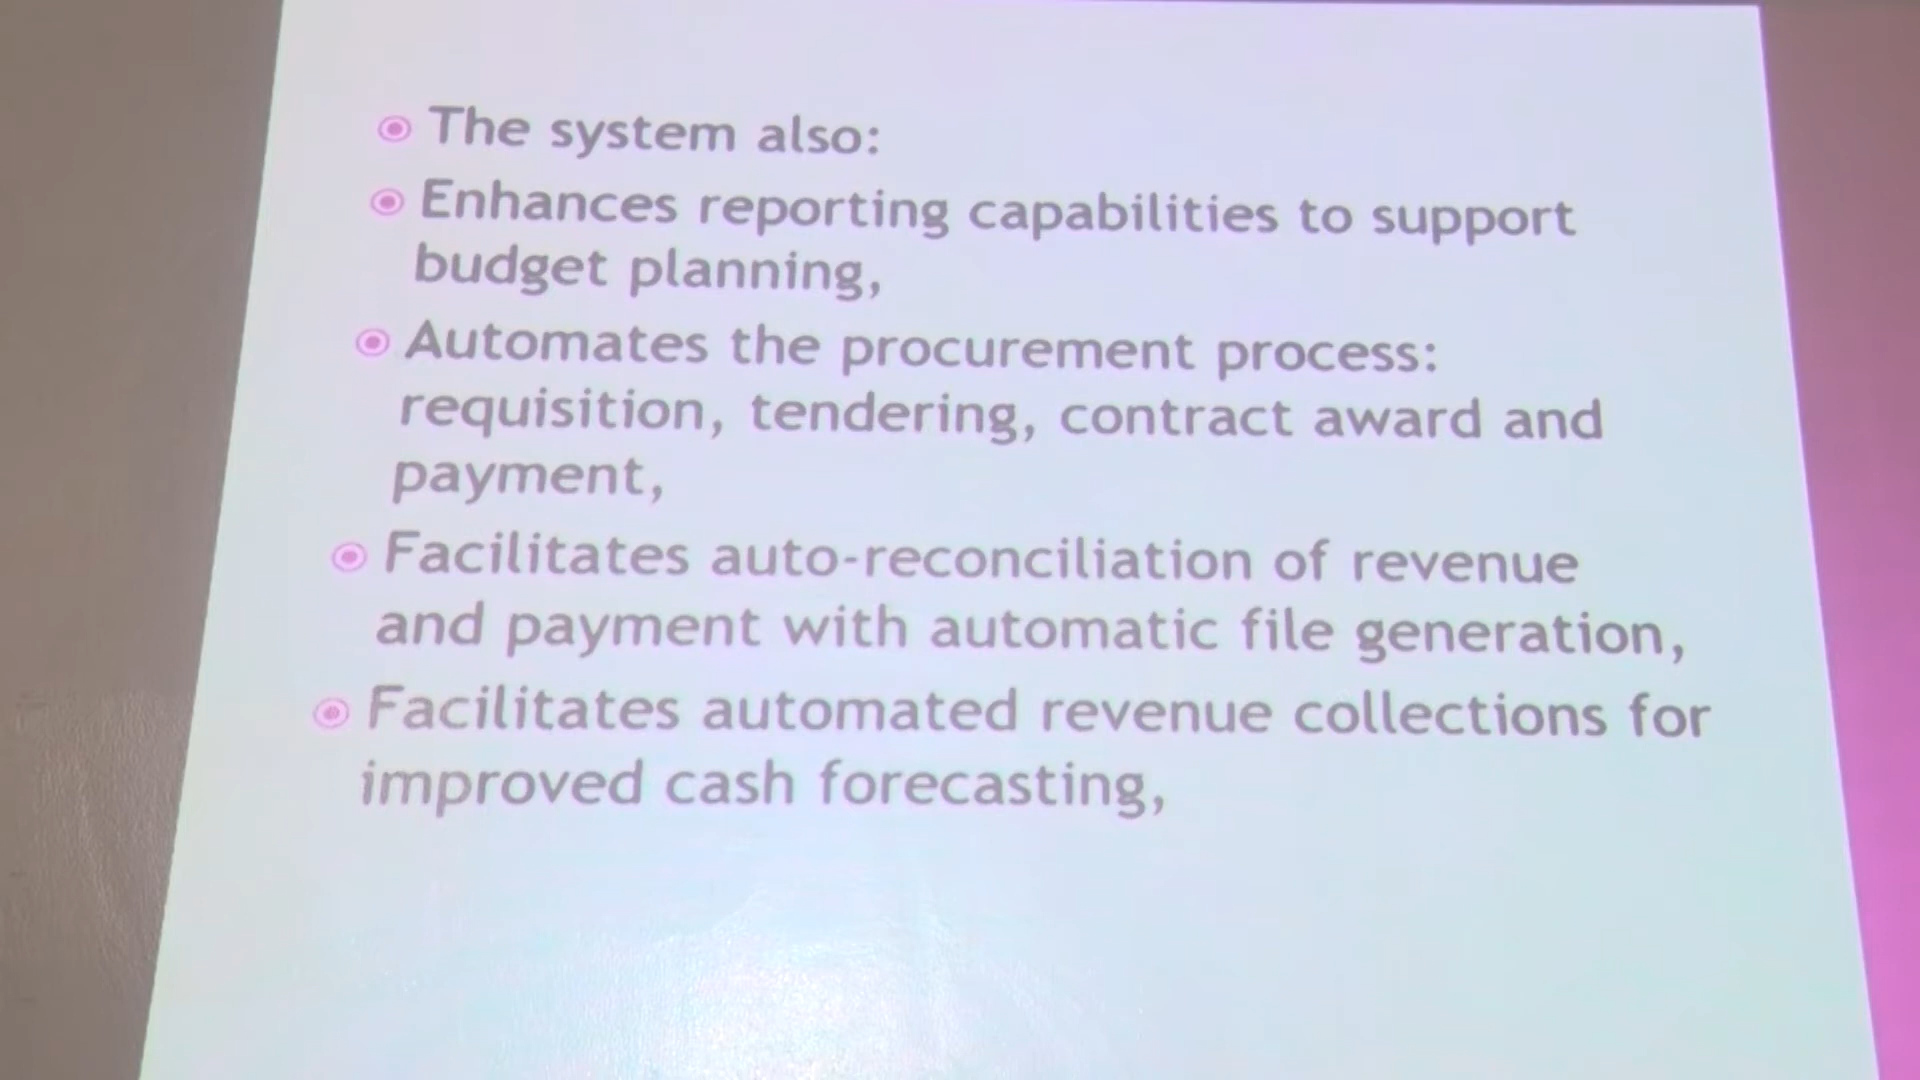 The system also:
Enhances reporting capabilities to support
budget planning,
Automates the procurement process:
requisition, tendering, contract award and
payment,
Facilitates auto-reconciliation of revenue
and payment with automatic file generation,
Facilitates automated revenue collections for
improved cash forecasting,